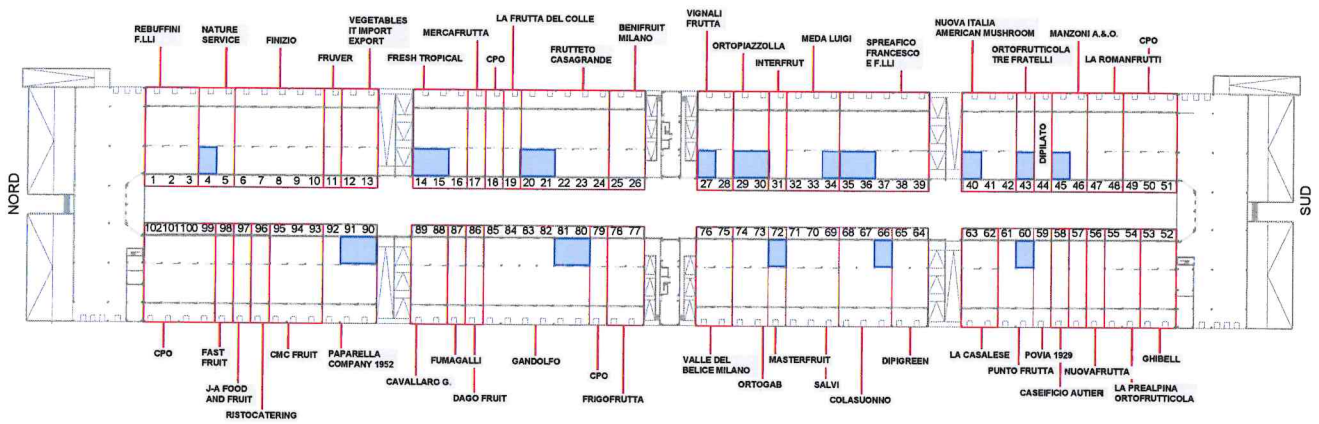 REBUFFINI
F.LLI
NATURE
SERVICE
FINIZIO
FRUVER
VEGETABLES
IT IMPORT
EXPORT
FRESH TROPICAL
MERCAFRUTTA
CPO
LA FRUTTA DEL COLLE
FRUTTETO
CASAGRANDE
BENIFRUIT
MILANO
VIGNALI
FRUTTA
ORTOPIAZZOLLA
INTERFRUT
MEDA LUIGI
SPREAFICO
FRANCESCO
E F.LLI
NUOVA ITALIA
AMERICAN MUSHROOM
ORTOFRUTTICOLA
TRE FRATELLI
MANZONI A.&.O.
LA ROMANFRUTTI
CPO
NORD
DIPILATO
SUD
1 2 3 4 5 6 7 8 9 10 11 12 13 14 15 16 17 18 19 20 21 22 23 24 25 26 27 28 29 30 31 32 33 34 35 36 37 38 39 40 41 42 43 44 45 46 47 48 49 50 51
102 101 100 99 98 97 96 95 94 93 92 91 90 89 88 87 86 85 84 83 82 81 80 79 78 77 76 75 74 73 72 71 70 69 68 67 66 65 64 63 62 61 60 59 58 57 56 55 54 53 52
CPO
FAST
FRUIT
J-A FOOD
AND FRUIT
RISTOCATERING
CMC FRUIT
PAPARELLA
COMPANY 1952
CAVALLARO G.
FUMAGALLI
DAGO FRUIT
GANDOLFO
CPO
FRIGOFRUTTA
VALLE DEL
BELICE MILANO
ORTOGAB
MASTERFRUIT
SALVI
COLASUONNO
DIPIGREEN
LA CASALESE
PUNTO FRUTTA
POVIA 1929
CASEIFICIO AUTIERI
NUOVAFRUTTA
LA PREALPINA
ORTOFRUTTICOLA
GHIBELL